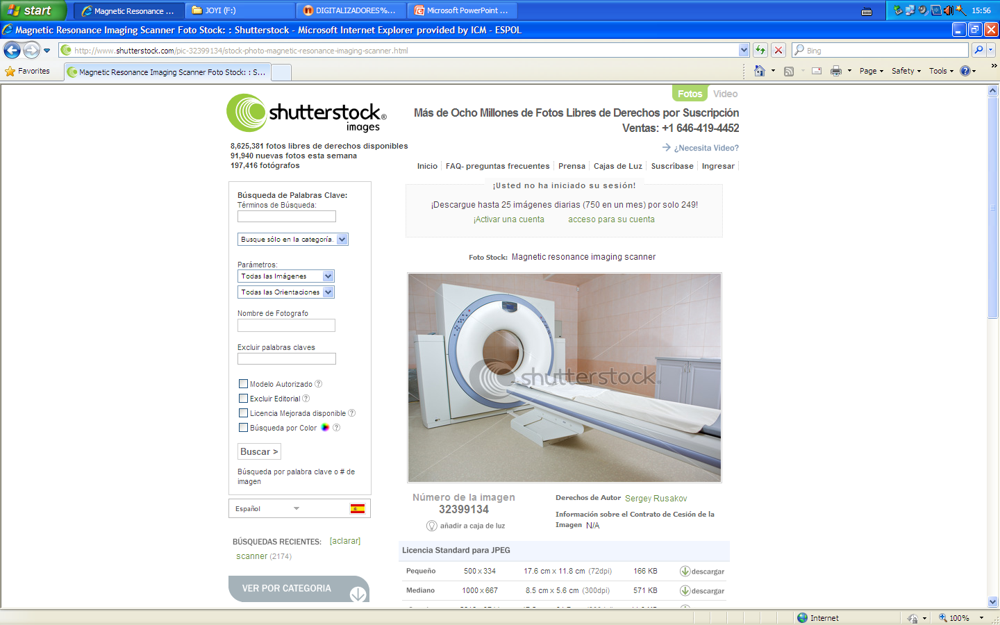 start
Magnetic Resonance ...
JOYI (F:)
DIGITALIZADORES%...
Microsoft PowerPoint ...
15:56
Magnetic Resonance Imaging Scanner Foto Stock: : Shutterstock - Microsoft Internet Explorer provided by ICM - ESPOL
http://www.shutterstock.com/pic-32399134/stock-photo-magnetic-resonance-imaging-scanner.html
Bing
Favorites
Magnetic Resonance Imaging Scanner Foto Stock: : S...
Page
Safety
Tools
Fotos
Video
shutterstock®
images
Más de Ocho Millones de Fotos Libres de Derechos por Suscripción
Ventas: +1 646-419-4452
8,625,381 fotos libres de derechos disponibles
91,940 nuevas fotos esta semana
197,416 fotógrafos
¿Necesita Video?
Inicio
FAQ- preguntas frecuentes
Prensa
Cajas de Luz
Suscríbase
Ingresar
Búsqueda de Palabras Clave:
Términos de Búsqueda:
Busque sólo en la categoría.
Parámetros:
Todas las Imágenes
Todas las Orientaciones
Nombre de Fotografo
Excluir palabras claves
Modelo Autorizado ?
Excluir Editorial ?
Licencia Mejorada disponible ?
Búsqueda por Color ?
Buscar >
Búsqueda por palabra clave o # de
imagen
Español
BÚSQUEDAS RECIENTES: [aclarar]
scanner (2174)
VER POR CATEGORIA
¡Usted no ha iniciado su sesión!
¡Descargue hasta 25 imágenes diarias (750 en un mes) por solo 249!
¡Activar una cuenta
acceso para su cuenta
Foto Stock: Magnetic resonance imaging scanner
shutterstock
Número de la imagen
32399134
añadir a caja de luz
Derechos de Autor Sergey Rusakov
Información sobre el Contrato de Cesión de la
Imagen N/A
Licencia Standard para JPEG
Pequeño 500 x 334 17.6 cm x 11.8 cm (72dpi) 166 KB descargar
Mediano 1000 x 667 8.5 cm x 5.6 cm (300dpi) 571 KB descargar
Internet
100%